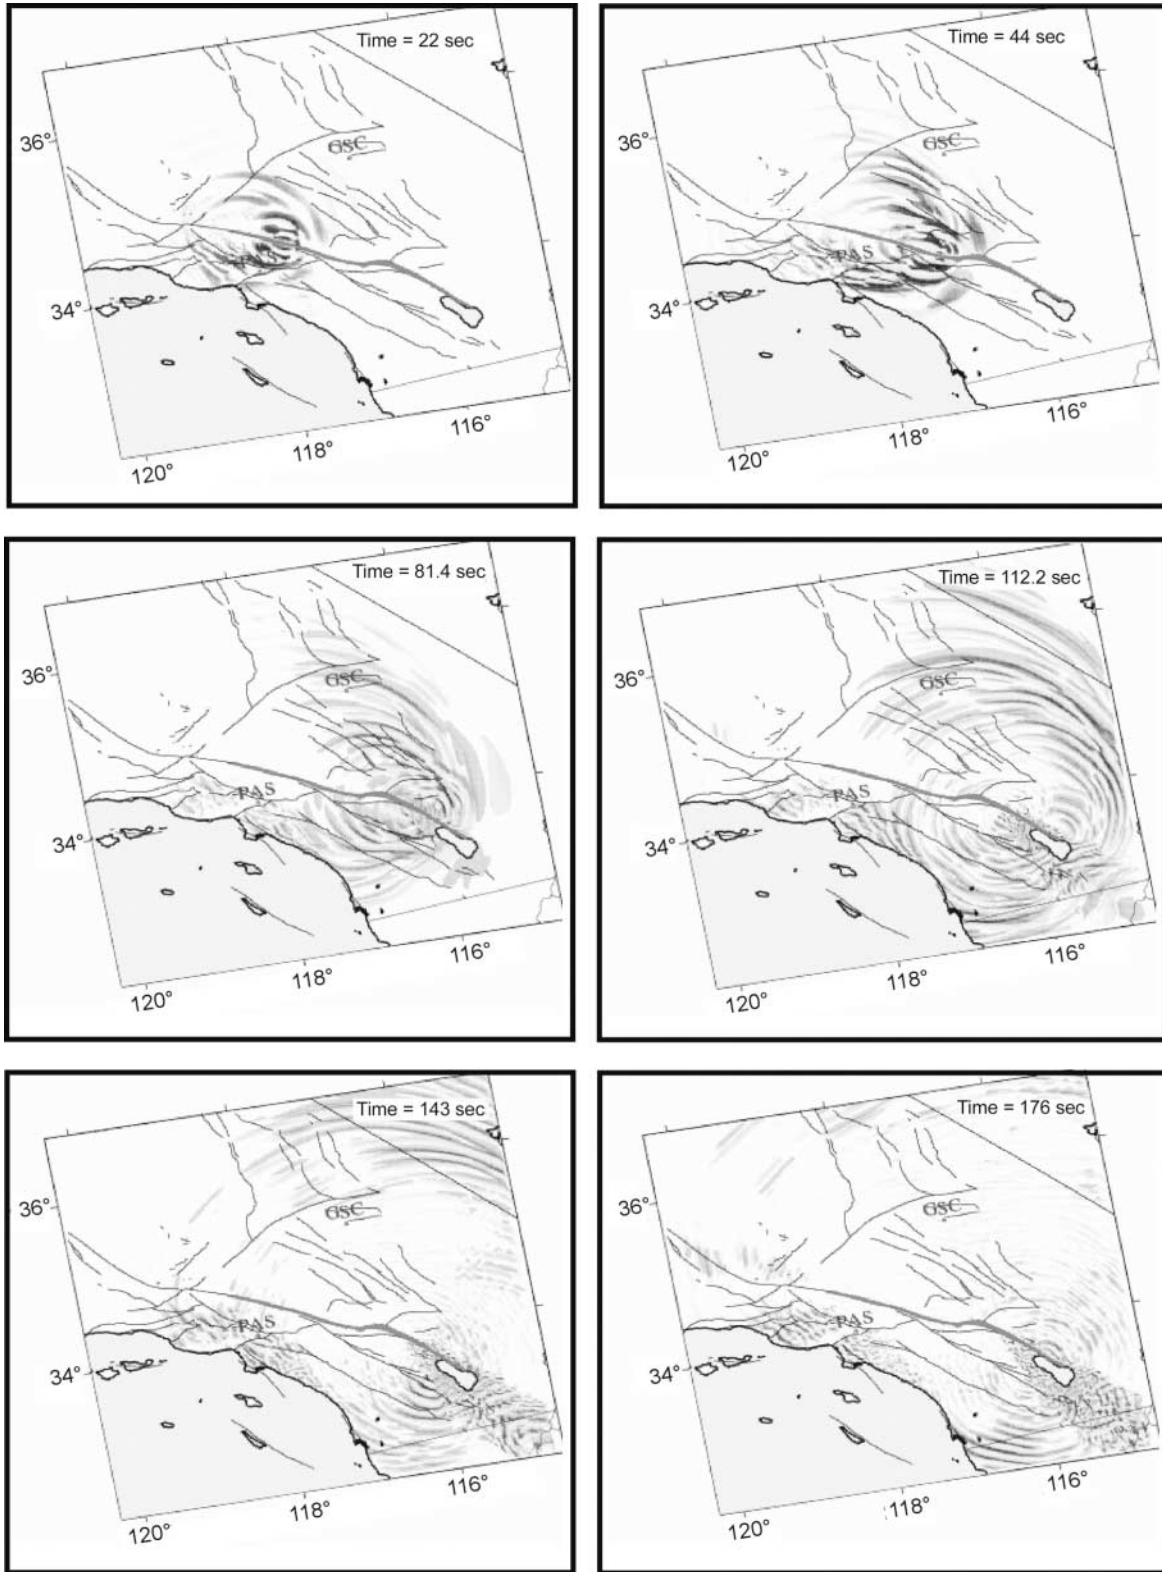 Time = 22 sec
36°
GSC
PAS
34°
120°
118°
116°
Time = 44 sec
36°
GSC
PAS
34°
120°
118°
116°
Time = 81.4 sec
36°
GSC
PAS
34°
120°
118°
116°
Time = 112.2 sec
36°
GSC
PAS
34°
120°
118°
116°
Time = 143 sec
36°
GSC
PAS
34°
120°
118°
116°
Time = 176 sec
36°
GSC
PAS
34°
120°
118°
116°